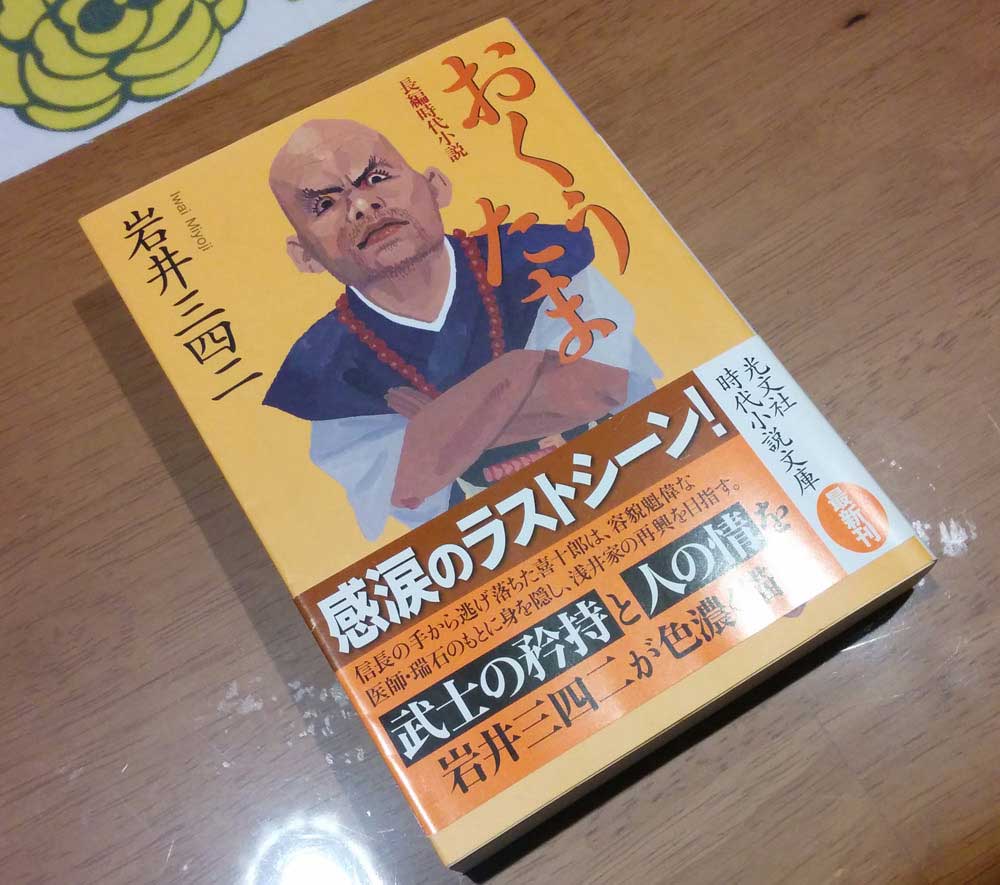 長編時代小説
おくうたま
Iwai Miyoji
岩井三四二
光文社
時代小説文庫
最新刊
感涙のラストシーン!
信長の手から逃げ落ちた喜十郎は、容貌魁偉な
医師・瑞石のもとに身を隠し、浅井家の再興を目指す。
武士の矜持と人の情を
岩井三四二が色濃く描